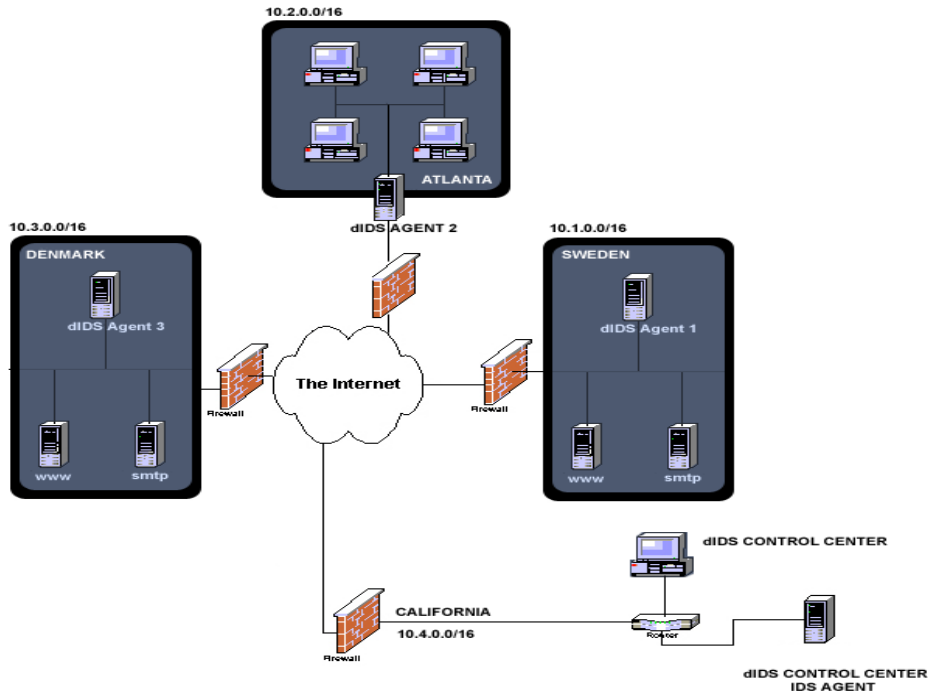 10.2.0.0/16
ATLANTA
dIDS AGENT 2
10.3.0.0/16
DENMARK
dIDS Agent 3
www
smtp
Firewall
The Internet
10.1.0.0/16
SWEDEN
dIDS Agent 1
www
smtp
Firewall
dIDS CONTROL CENTER
CALIFORNIA
10.4.0.0/16
Firewall
Router
dIDS CONTROL CENTER
IDS AGENT